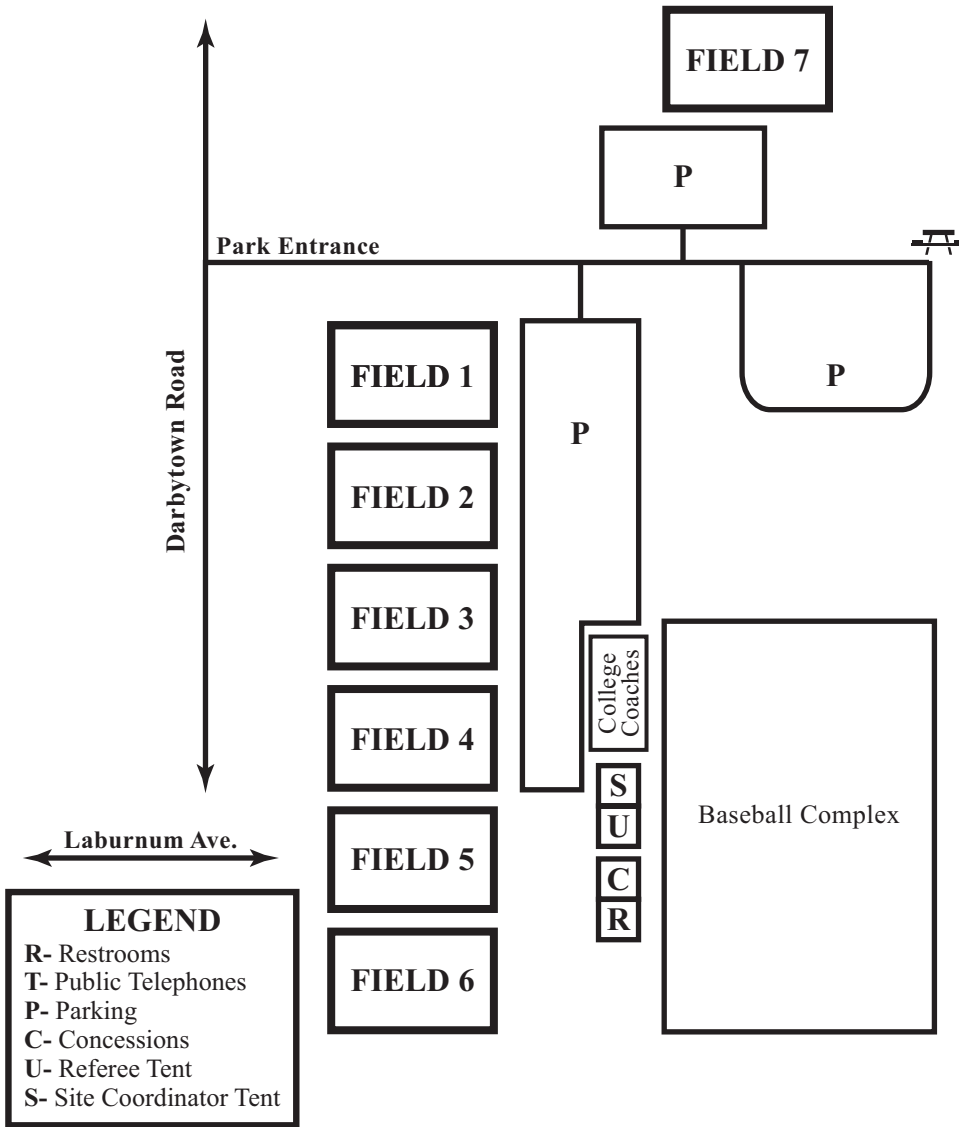 FIELD 7
P
Park Entrance
Darbytown Road
FIELD 1
P
P
FIELD 2
FIELD 3
College
Coaches
FIELD 4
S
U
Baseball Complex
Laburnum Ave.
FIELD 5
C
R
FIELD 6
LEGEND
R- Restrooms
T- Public Telephones
P- Parking
C- Concessions
U- Referee Tent
S- Site Coordinator Tent